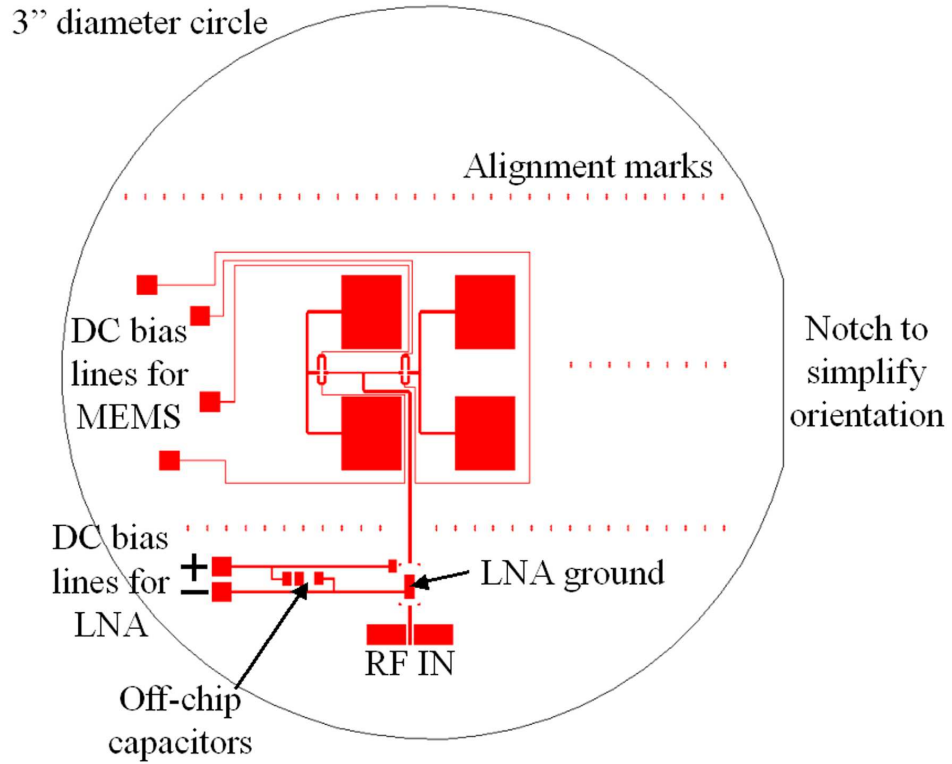 3” diameter circle
Alignment marks
DC bias
lines for
MEMS
Notch to
simplify
orientation
DC bias
lines for
LNA
+
−
LNA ground
RF IN
Off-chip
capacitors